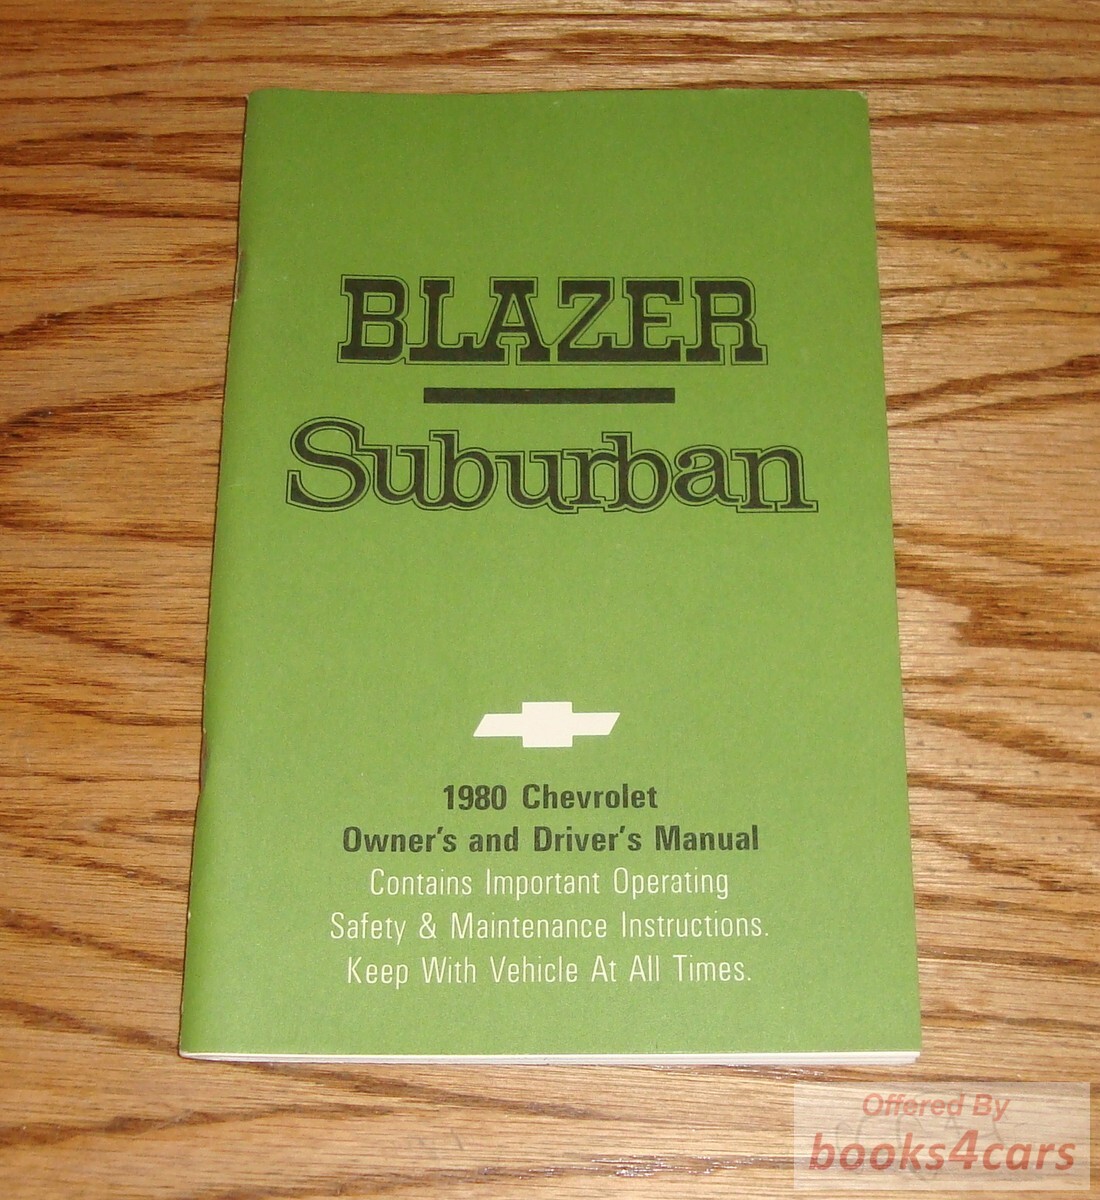 BLAZER
Suburban
1980 Chevrolet
Owner's and Driver's Manual
Contains Important Operating
Safety & Maintenance Instructions.
Keep With Vehicle At All Times.
Offered By
books4cars